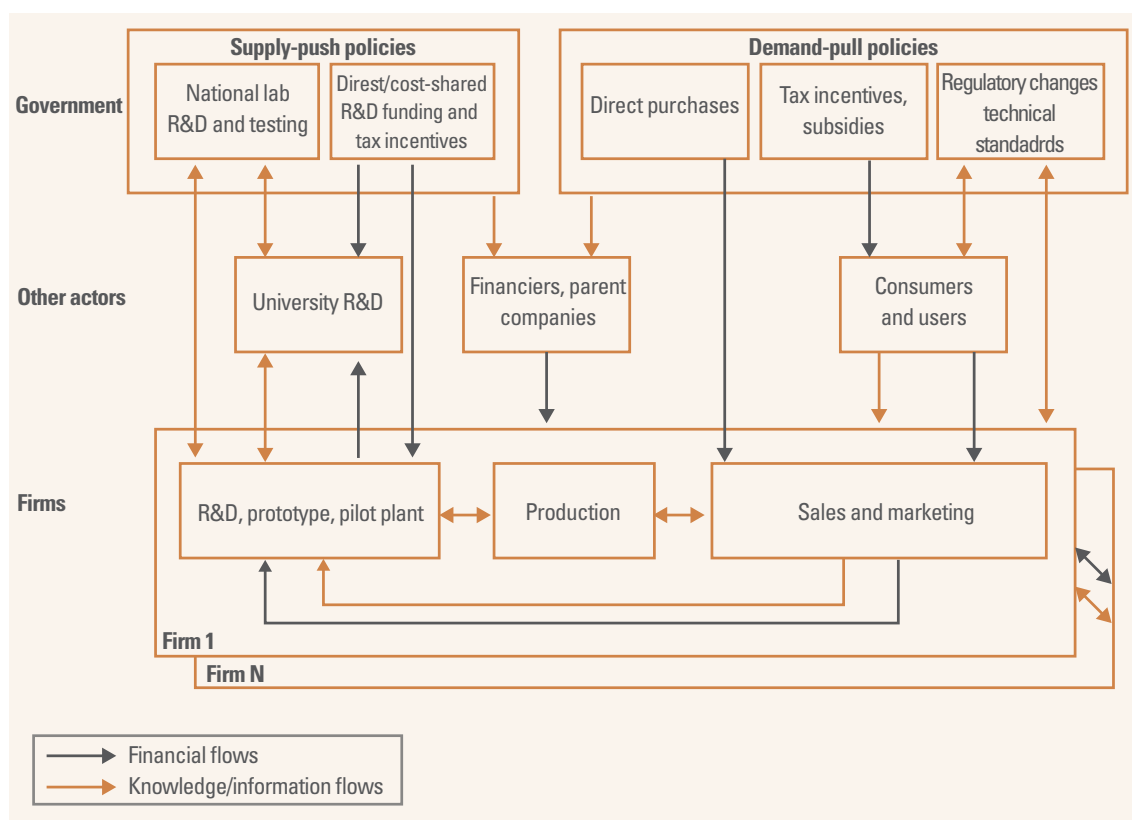 Supply-push policies
Demand-pull policies
Government
National lab
R&D and testing
Direst/cost-shared
R&D funding and
tax incentives
Direct purchases
Tax incentives,
subsidies
Regulatory changes
technical
standadrds
Other actors
University R&D
Financiers, parent
companies
Consumers
and users
Firms
R&D, prototype, pilot plant
Production
Sales and marketing
Firm 1
Firm N
Financial flows
Knowledge/information flows